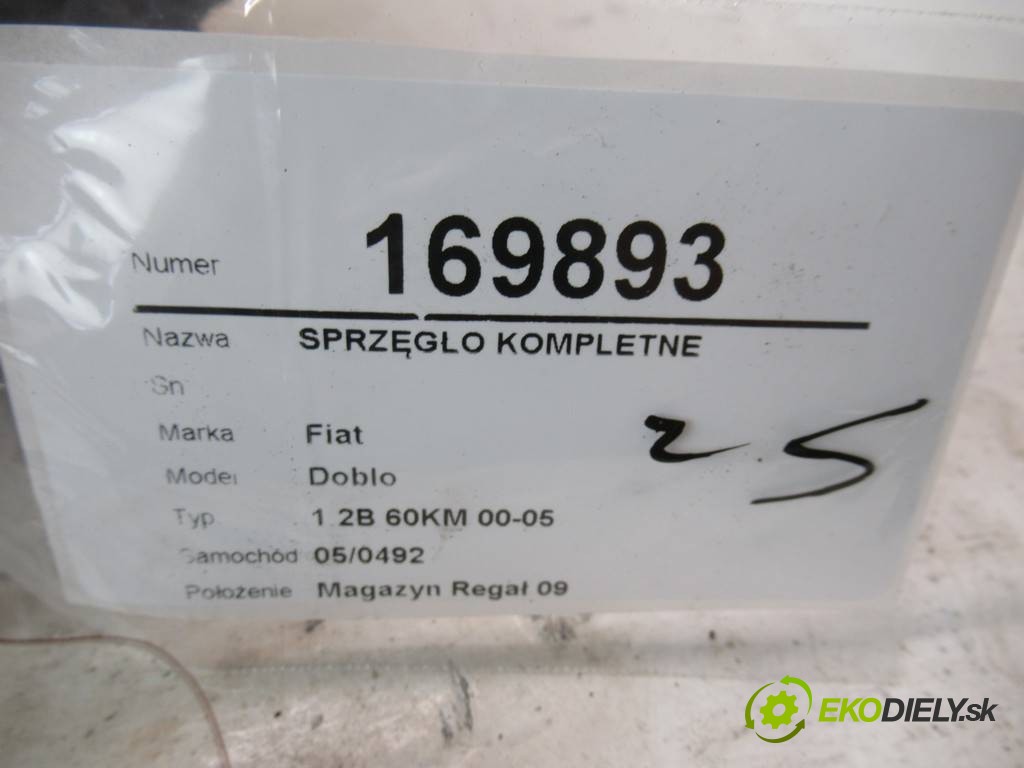 Numer 169893
Nazwa SPRZĘGŁO KOMPLETNE
Sn
Marka Fiat
Model Doblo
Typ 1.2B 60KM 00-05
Samochód 05/0492
Położenie Magazyn Regał 09
25
EKODIELY.sk